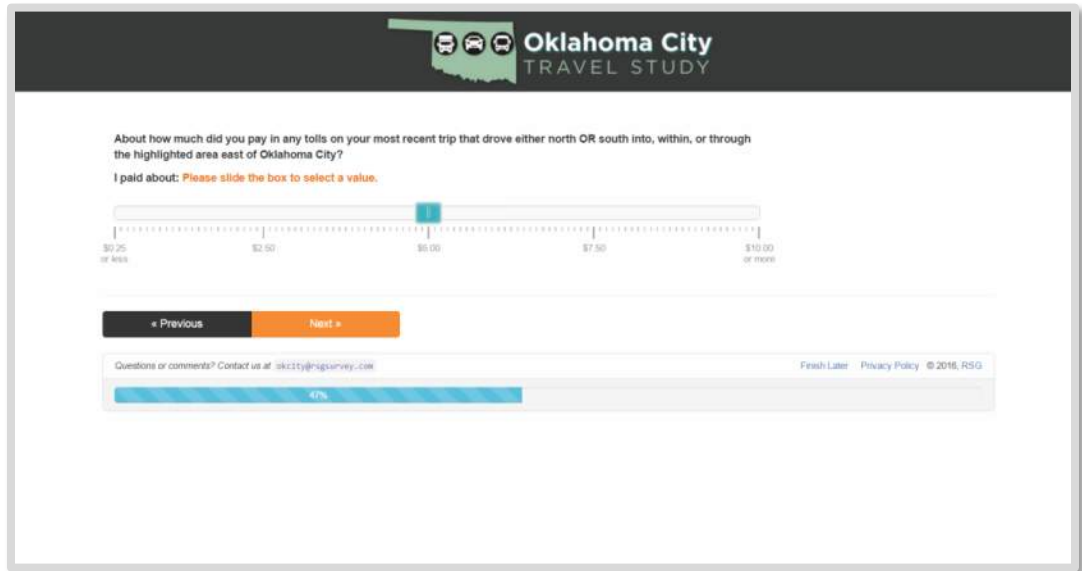 Oklahoma City
TRAVEL STUDY
About how much did you pay in any tolls on your most recent trip that drove either north OR south into, within, or through
the highlighted area east of Oklahoma City?
I paid about: Please slide the box to select a value.
$0.25 $2.50 $5.00 $7.50 $10.00
or less or more
« Previous Next »
Questions or comments? Contact us at okcity@rsgsurvey.com Finish Later Privacy Policy © 2016, RSG
47%